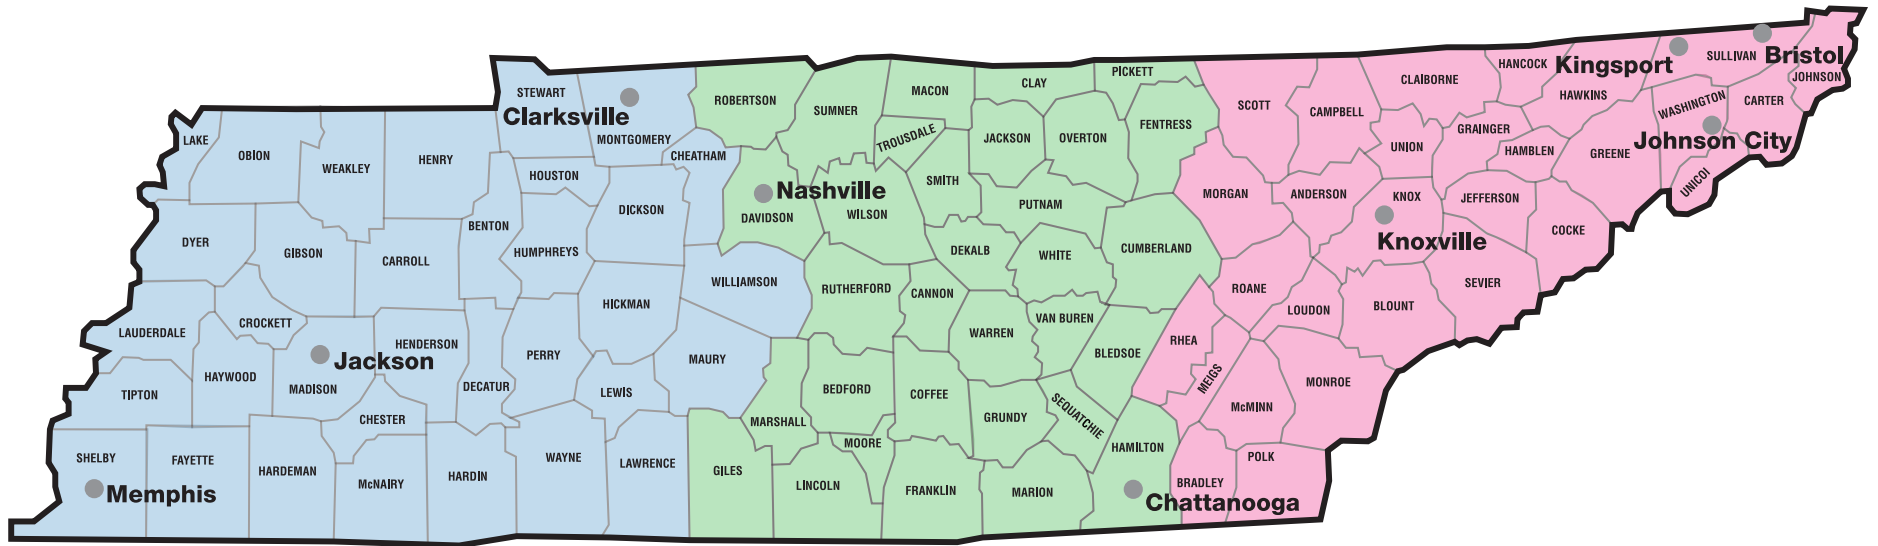 LAKE
OBION
WEAKLEY
HENRY
STEWART
Clarksville
MONTGOMERY
CHEATHAM
HOUSTON
DICKSON
BENTON
HUMPHREYS
DYER
GIBSON
CARROLL
WILLIAMSON
HICKMAN
LAUDERDALE
CROCKETT
HENDERSON
Jackson
MADISON
HAYWOOD
TIPTON
CHESTER
DECATUR
PERRY
LEWIS
MAURY
SHELBY
Memphis
FAYETTE
HARDEMAN
McNAIRY
HARDIN
WAYNE
LAWRENCE
ROBERTSON
SUMNER
MACON
CLAY
PICKETT
TROUSDALE
JACKSON
OVERTON
FENTRESS
Nashville
DAVIDSON
WILSON
SMITH
PUTNAM
DEKALB
WHITE
CUMBERLAND
RUTHERFORD
CANNON
WARREN
VAN BUREN
BLEDSOE
BEDFORD
COFFEE
GRUNDY
SEQUATCHIE
MARSHALL
MOORE
GILES
LINCOLN
FRANKLIN
MARION
HAMILTON
Chattanooga
SCOTT
CAMPBELL
CLAIBORNE
HANCOCK
Kingsport
HAWKINS
SULLIVAN
Bristol
JOHNSON
CARTER
WASHINGTON
Johnson City
UNICOI
GREENE
GRAINGER
HAMBLEN
UNION
MORGAN
ANDERSON
KNOX
Knoxville
JEFFERSON
COCKE
SEVIER
BLOUNT
ROANE
LOUDON
RHEA
MEIGS
McMINN
MONROE
POLK
BRADLEY